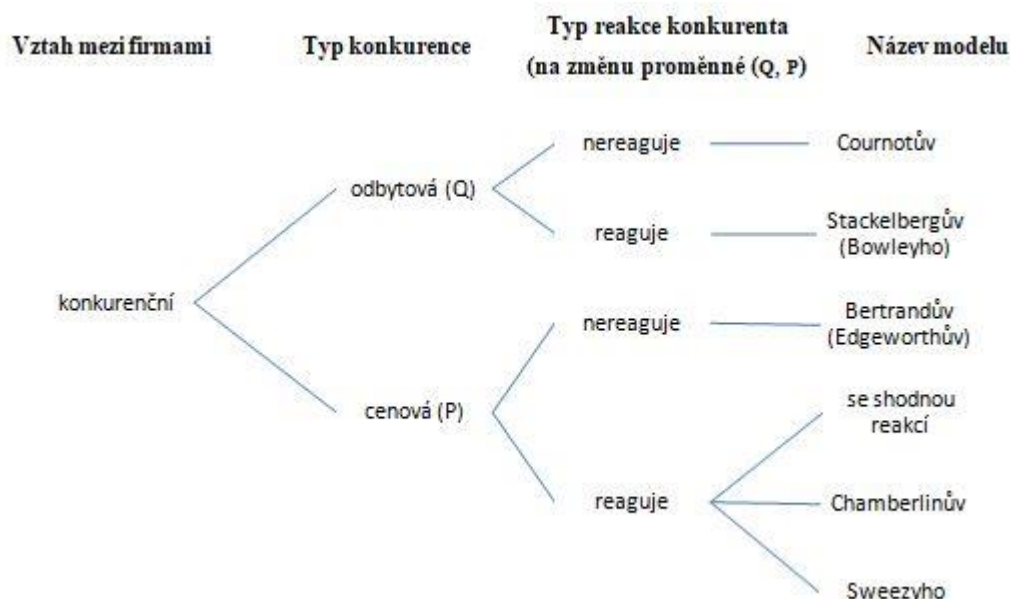 Vztah mezi firmami
Typ konkurence
Typ reakce konkurenta
(na změnu proměnné (Q, P)
Název modelu
nereaguje
Cournotův
odbytová (Q)
reaguje
Stackelbergův
(Bowleyho)
konkurenční
nereaguje
Bertrandův
(Edgeworthův)
cenová (P)
se shodnou
reakcí
reaguje
Chamberlinův
Sweezyho